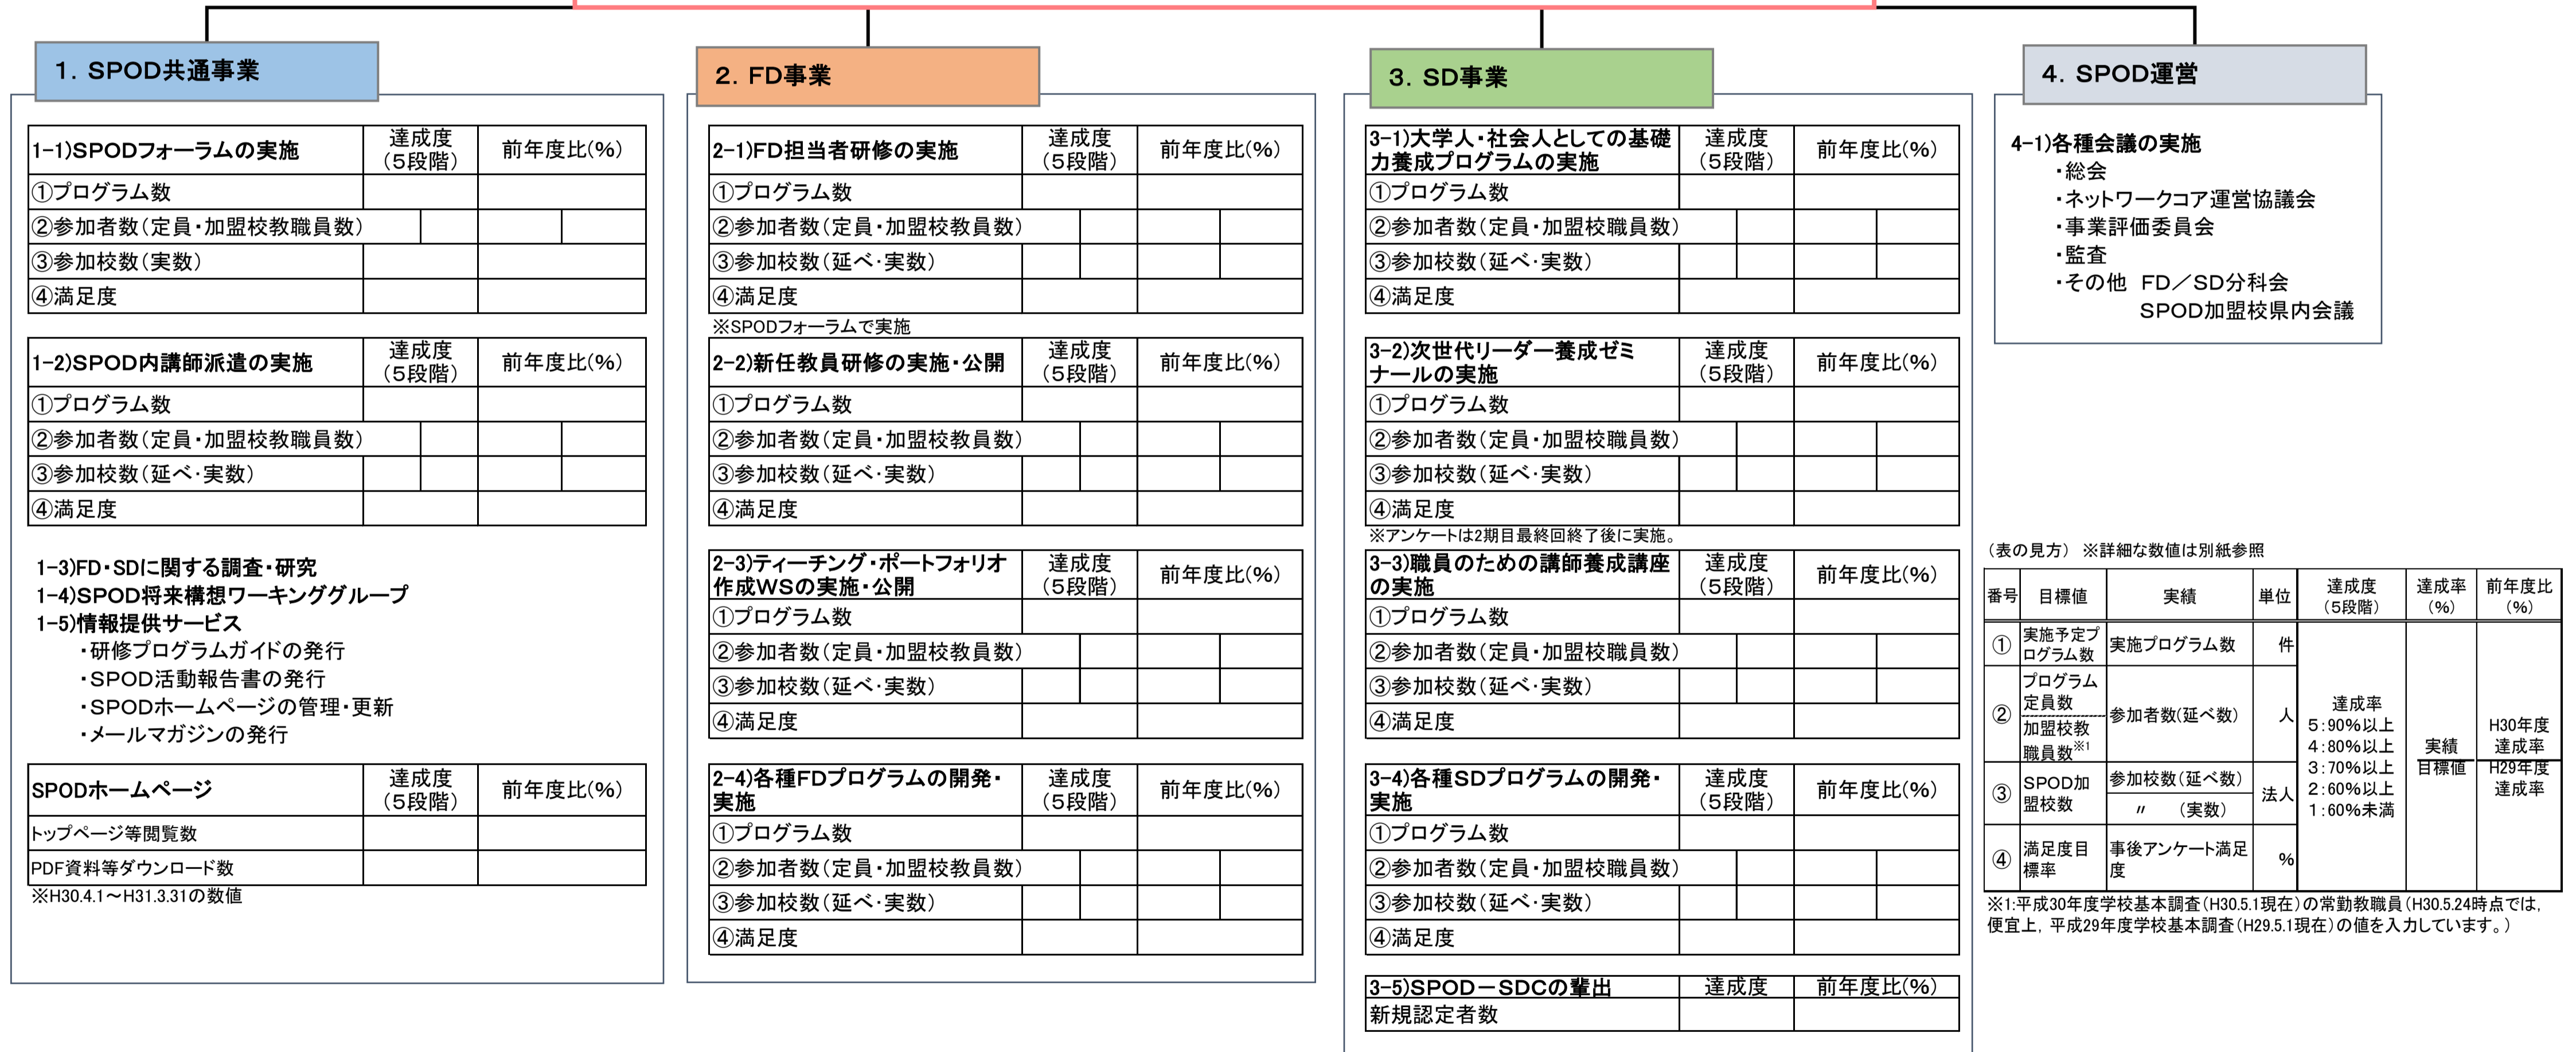 1. SPOD共通事業
1-1)SPODフォーラムの実施
達成度
(5段階)
前年度比(%)
①プログラム数
②参加者数(定員・加盟校教職員数)
③参加校数(実数)
④満足度
1-2)SPOD内講師派遣の実施
達成度
(5段階)
前年度比(%)
①プログラム数
②参加者数(定員・加盟校教職員数)
③参加校数(延べ・実数)
④満足度
1-3)FD・SDに関する調査・研究
1-4)SPOD将来構想ワーキンググループ
1-5)情報提供サービス
・研修プログラムガイドの発行
・SPOD活動報告書の発行
・SPODホームページの管理・更新
・メールマガジンの発行
SPODホームページ
達成度
(5段階)
前年度比(%)
トップページ等閲覧数
PDF資料等ダウンロード数
※H30.4.1～H31.3.31の数値
2. FD事業
2-1)FD担当者研修の実施
達成度
(5段階)
前年度比(%)
①プログラム数
②参加者数(定員・加盟校教員数)
③参加校数(延べ・実数)
④満足度
※SPODフォーラムで実施
2-2)新任教員研修の実施・公開
達成度
(5段階)
前年度比(%)
①プログラム数
②参加者数(定員・加盟校教員数)
③参加校数(延べ・実数)
④満足度
2-3)ティーチング・ポートフォリオ
作成WSの実施・公開
達成度
(5段階)
前年度比(%)
①プログラム数
②参加者数(定員・加盟校教員数)
③参加校数(延べ・実数)
④満足度
2-4)各種FDプログラムの開発・
実施
達成度
(5段階)
前年度比(%)
①プログラム数
②参加者数(定員・加盟校教員数)
③参加校数(延べ・実数)
④満足度
3. SD事業
3-1)大学人・社会人としての基礎
力養成プログラムの実施
達成度
(5段階)
前年度比(%)
①プログラム数
②参加者数(定員・加盟校職員数)
③参加校数(延べ・実数)
④満足度
3-2)次世代リーダー養成ゼミ
ナールの実施
達成度
(5段階)
前年度比(%)
①プログラム数
②参加者数(定員・加盟校職員数)
③参加校数(延べ・実数)
④満足度
※アンケートは2期目最終回終了後に実施。
3-3)職員のための講師養成講座
の実施
達成度
(5段階)
前年度比(%)
①プログラム数
②参加者数(定員・加盟校職員数)
③参加校数(延べ・実数)
④満足度
3-4)各種SDプログラムの開発・
実施
達成度
(5段階)
前年度比(%)
①プログラム数
②参加者数(定員・加盟校職員数)
③参加校数(延べ・実数)
④満足度
3-5)SPOD－SDCの輩出
達成度
前年度比(%)
新規認定者数
4. SPOD運営
4-1)各種会議の実施
・総会
・ネットワークコア運営協議会
・事業評価委員会
・監査
・その他 FD／SD分科会
SPOD加盟校県内会議
(表の見方) ※詳細な数値は別紙参照
番号
目標値
実績
単位
達成度
(5段階)
達成率
(%)
前年度比
(%)
①
実施予定プ
ログラム数
実施プログラム数
件
②
プログラム
定員数
加盟校教
職員数※1
参加者数(延べ数)
人
③
SPOD加
盟校数
参加校数(延べ数)
〃 (実数)
法人
④
満足度目
標率
事後アンケート満足
度
%
達成率
5:90%以上
4:80%以上
3:70%以上
2:60%以上
1:60%未満
実績
目標値
H30年度
達成率
H29年度
達成率
※1:平成30年度学校基本調査(H30.5.1現在)の常勤教職員(H30.5.24時点では,
便宜上, 平成29年度学校基本調査(H29.5.1現在)の値を入力しています。)